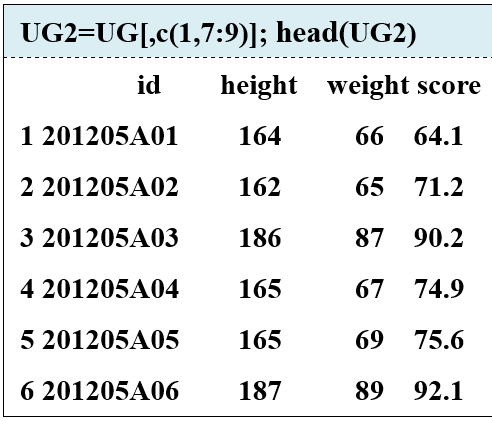 UG2=UG[,c(1,7:9)]; head(UG2)
id height weight score
1 201205A01 164 66 64.1
2 201205A02 162 65 71.2
3 201205A03 186 87 90.2
4 201205A04 165 67 74.9
5 201205A05 165 69 75.6
6 201205A06 187 89 92.1